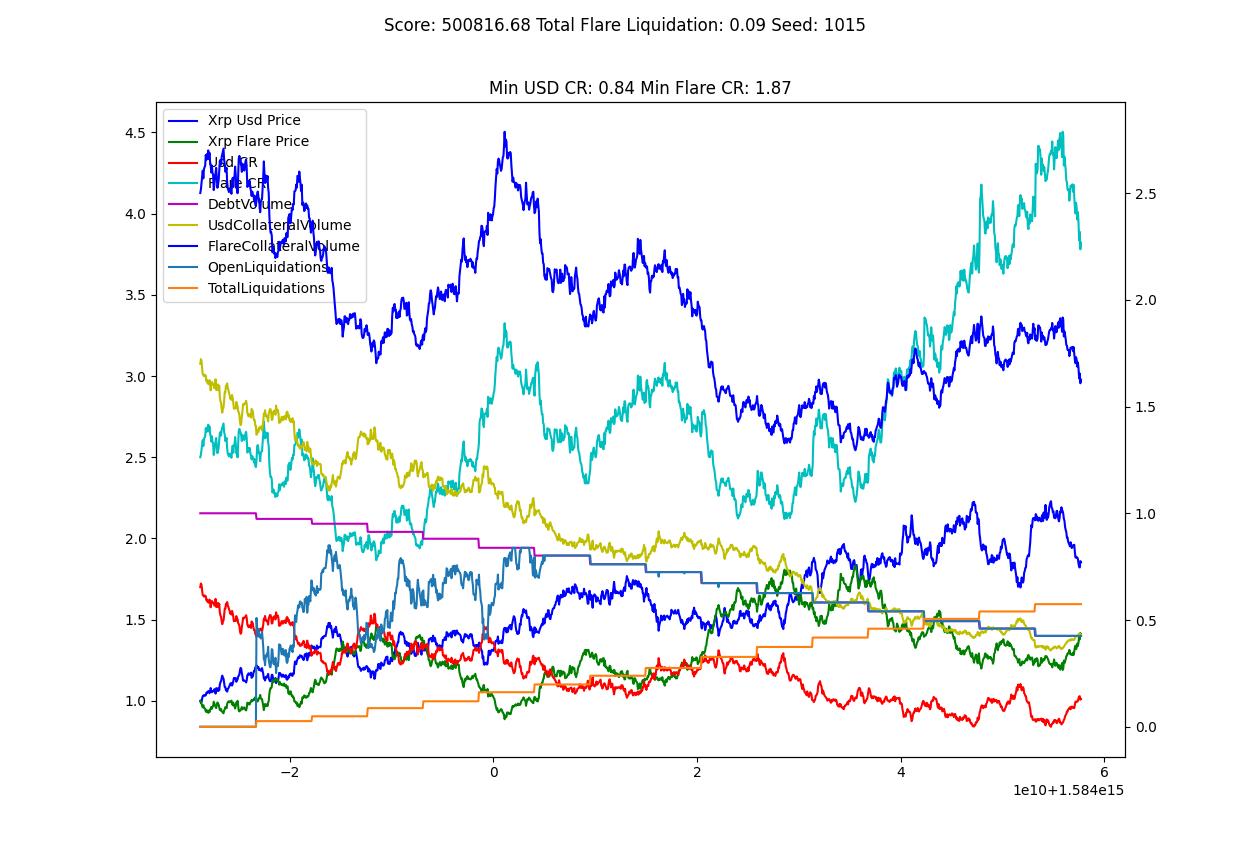 Score: 500816.68 Total Flare Liquidation: 0.09 Seed: 1015
Min USD CR: 0.84 Min Flare CR: 1.87
Xrp Usd Price
Xrp Flare Price
Usd CR
Flare CR
DebtVolume
UsdCollateralVolume
FlareCollateralVolume
OpenLiquidations
TotalLiquidations
4.5
4.0
3.5
3.0
2.5
2.0
1.5
1.0
2.5
2.0
1.5
1.0
0.5
0.0
−2
0
2
4
6
1e10+1.584e15